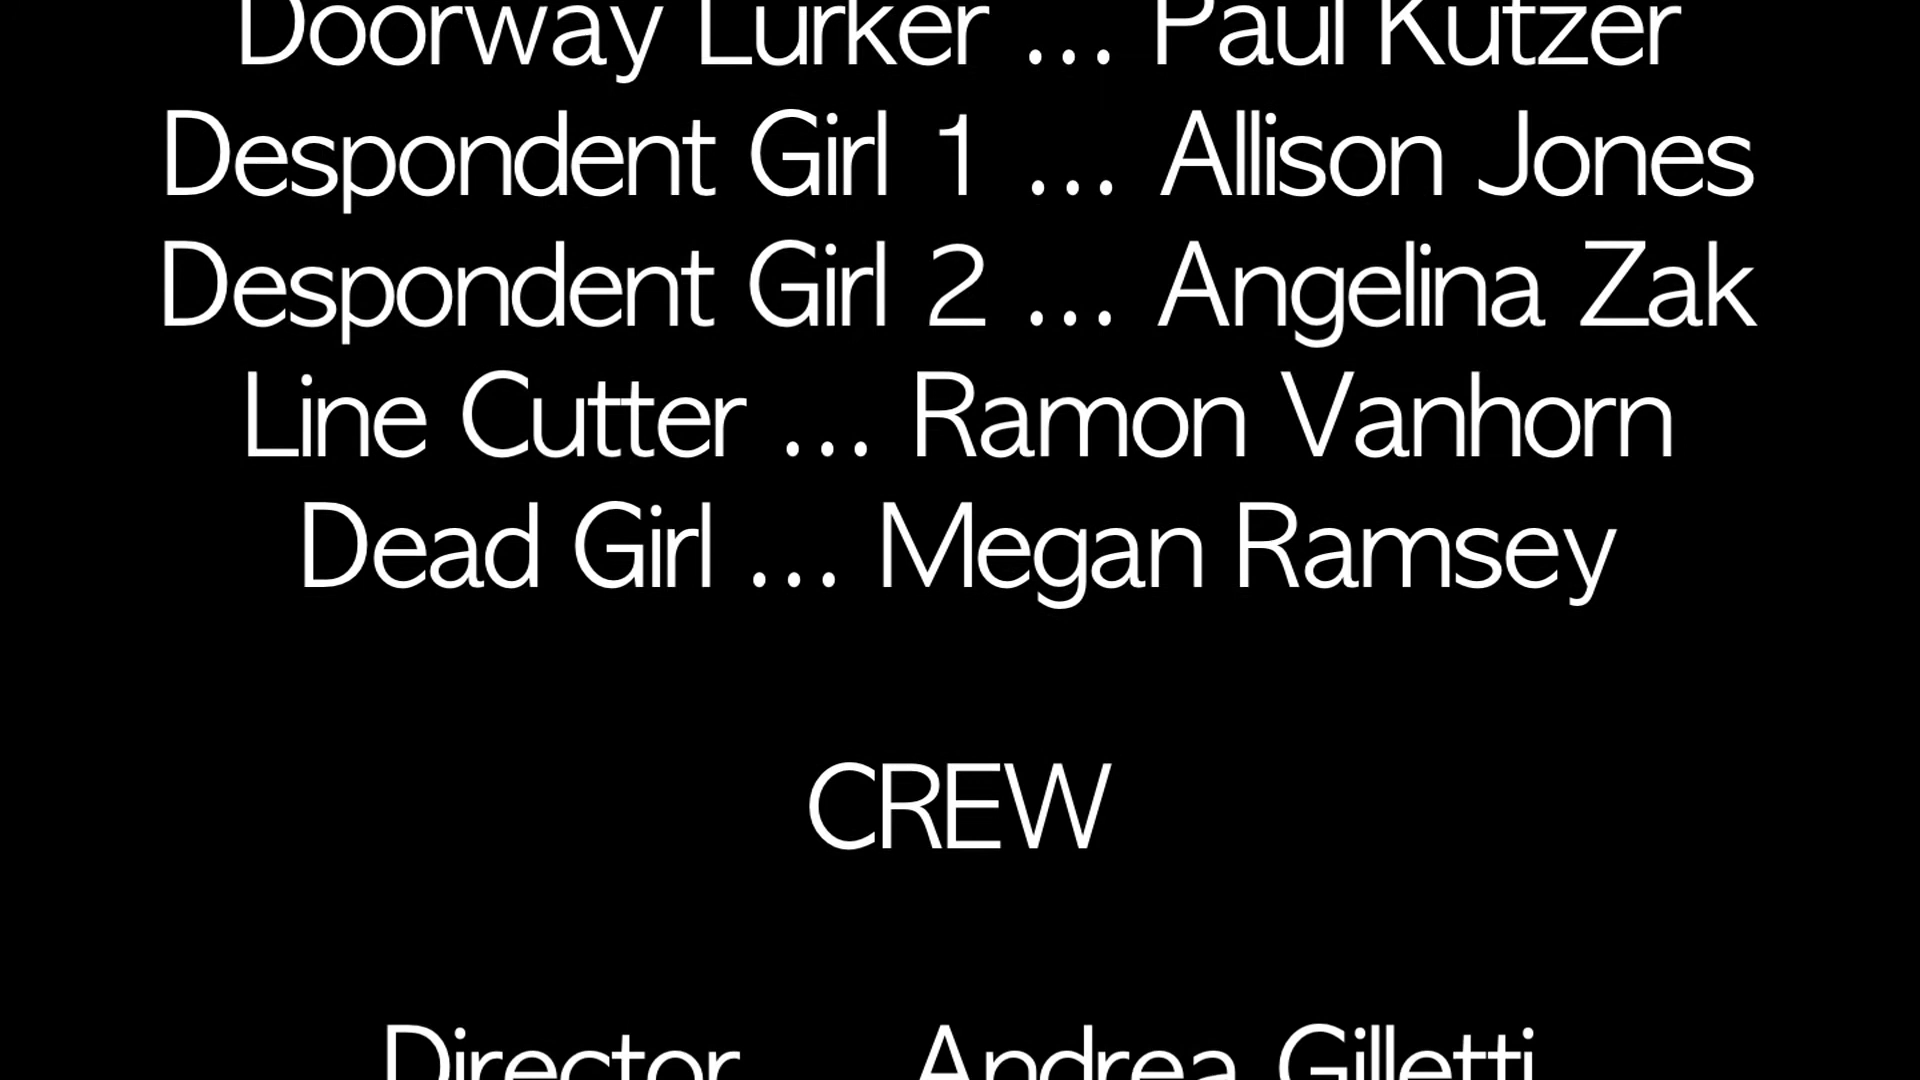 Doorway Lurker ... Paul Kutzer
Despondent Girl 1 ... Allison Jones
Despondent Girl 2 ... Angelina Zak
Line Cutter ... Ramon Vanhorn
Dead Girl ... Megan Ramsey
CREW
Director Andrea Gilletti